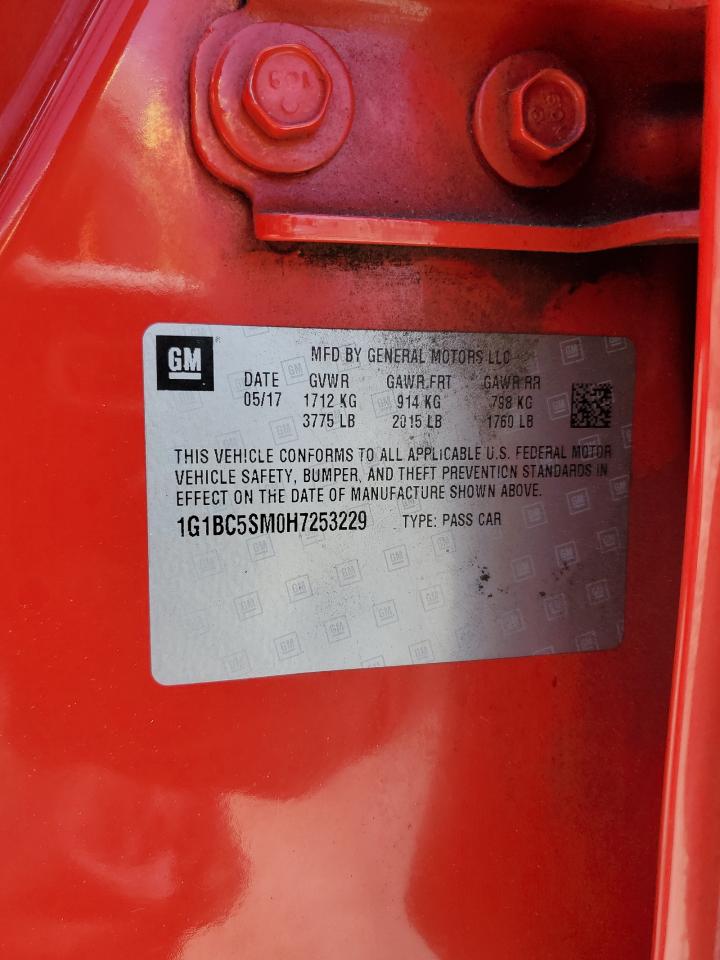 GM
MFD BY GENERAL MOTORS LLC
DATE GVWR GAWR FRT GAWR RR
05/17 1712 KG 914 KG 798 KG
3775 LB 2015 LB 1760 LB
THIS VEHICLE CONFORMS TO ALL APPLICABLE U.S. FEDERAL MOTOR
VEHICLE SAFETY, BUMPER, AND THEFT PREVENTION STANDARDS IN
EFFECT ON THE DATE OF MANUFACTURE SHOWN ABOVE.
1G1BC5SM0H7253229 TYPE: PASS CAR